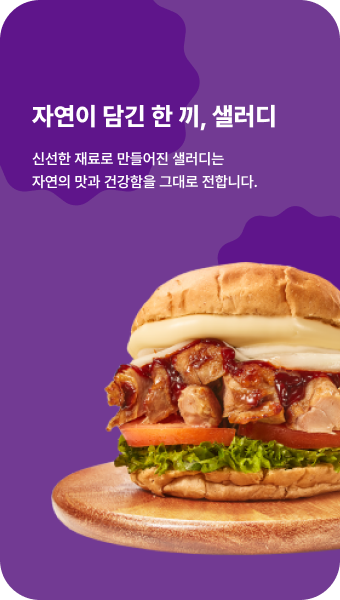 자연이 담긴 한 끼, 샐러디
신선한 재료로 만들어진 샐러디는
자연의 맛과 건강함을 그대로 전합니다.